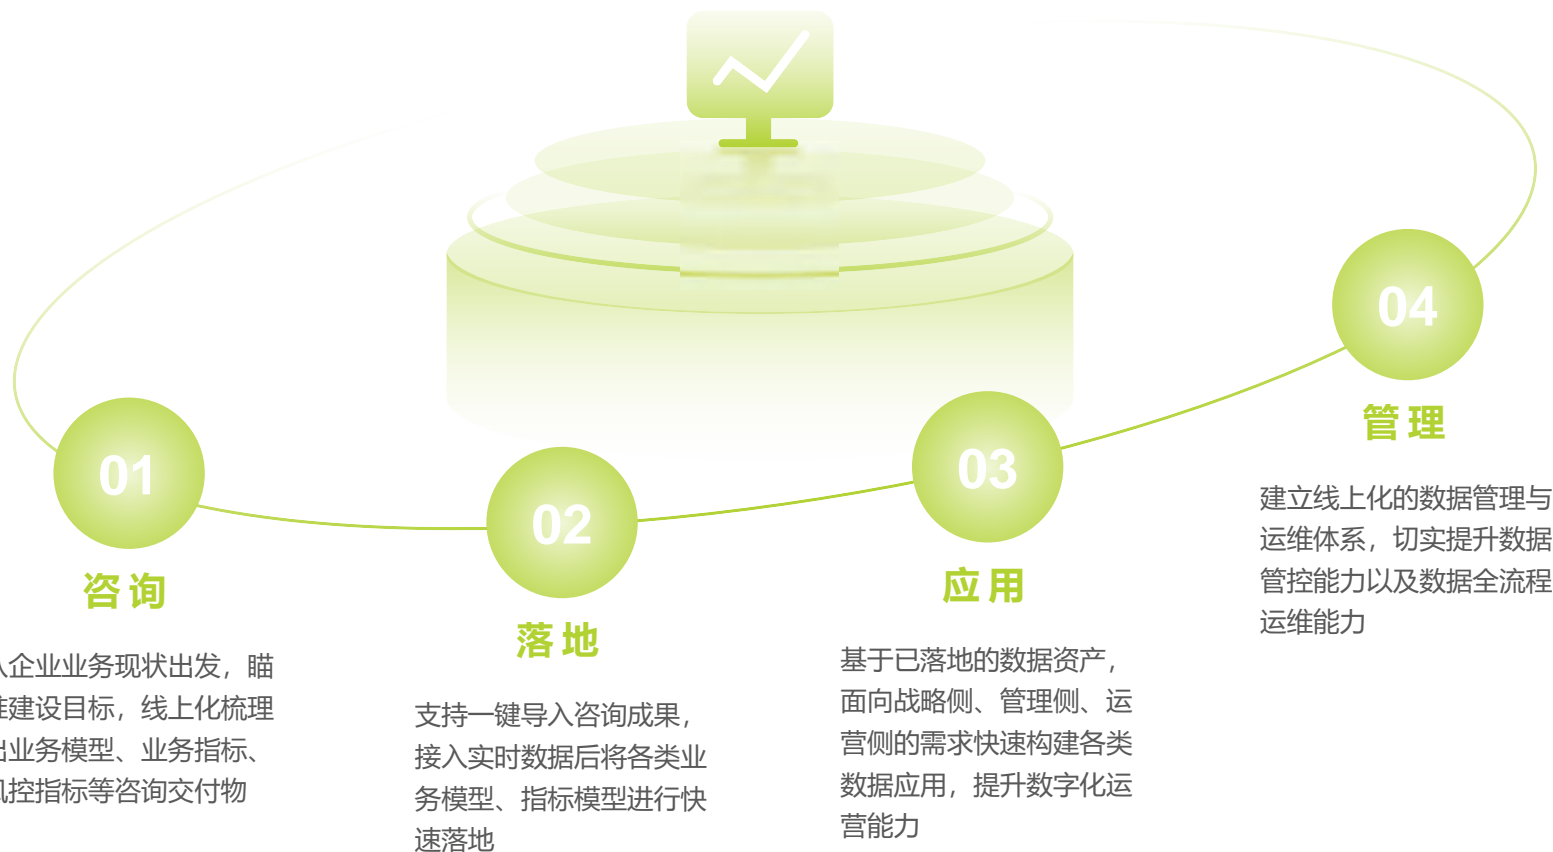 01
咨询
从企业业务现状出发，瞄
准建设目标，线上化梳理
出业务模型、业务指标、
风控指标等咨询交付物
02
落地
支持一键导入咨询成果，
接入实时数据后将各类业
务模型、指标模型进行快
速落地
03
应用
基于已落地的数据资产，
面向战略侧、管理侧、运
营侧的需求快速构建各类
数据应用，提升数字化运
营能力
04
管理
建立线上化的数据管理与
运维体系，切实提升数据
管控能力以及数据全流程
运维能力